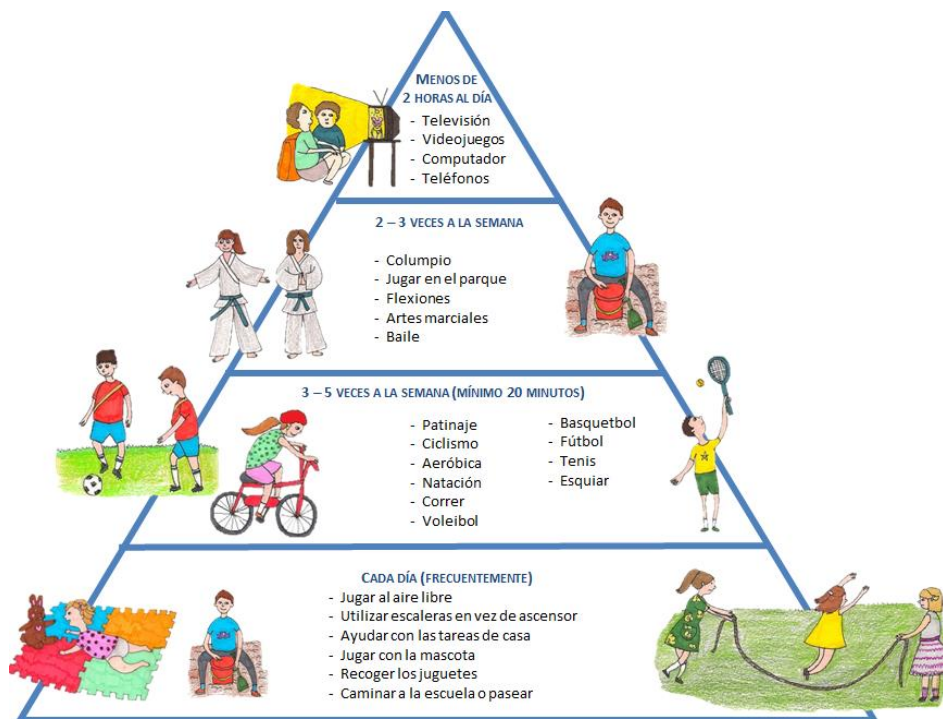 MENOS DE
2 HORAS AL DÍA
- Televisión
- Videojuegos
- Computador
- Teléfonos
2 – 3 VECES A LA SEMANA
- Columpio
- Jugar en el parque
- Flexiones
- Artes marciales
- Baile
3 – 5 VECES A LA SEMANA (MÍNIMO 20 MINUTOS)
- Patinaje
- Ciclismo
- Aeróbica
- Natación
- Correr
- Voleibol
- Basquetbol
- Fútbol
- Tenis
- Esquiar
CADA DÍA (FRECUENTEMENTE)
- Jugar al aire libre
- Utilizar escaleras en vez de ascensor
- Ayudar con las tareas de casa
- Jugar con la mascota
- Recoger los juguetes
- Caminar a la escuela o pasear